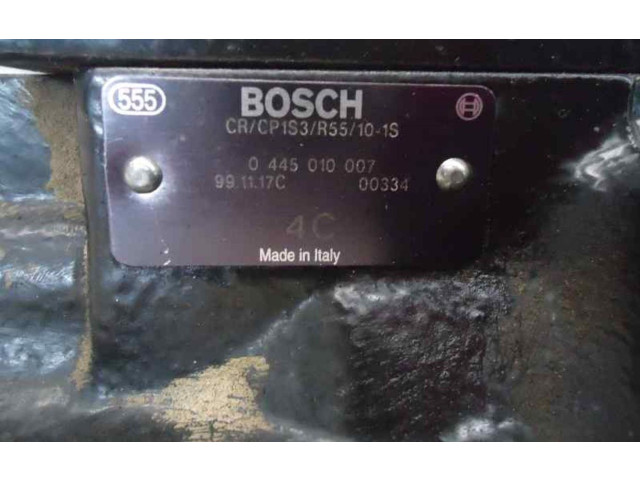 555 BOSCH
CR/CP1S3/R55/10-1S
0 445 010 007
99.11.17C 00334
4C
Made in Italy